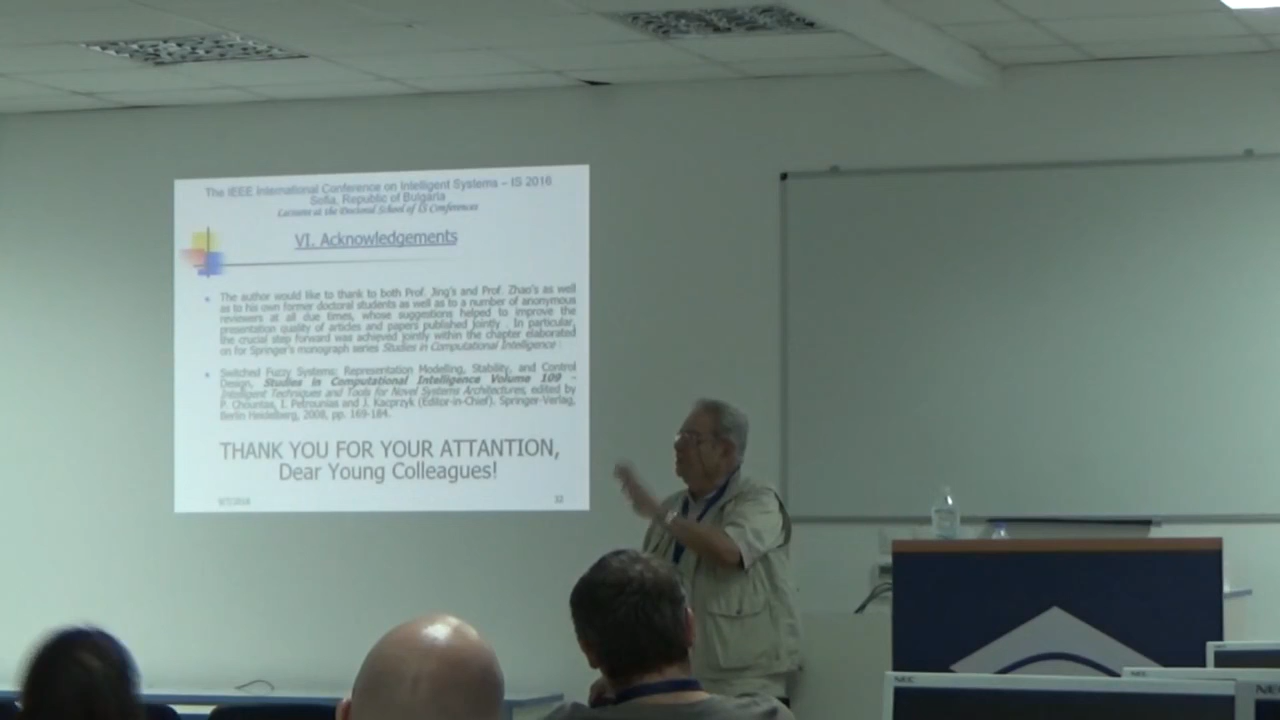 The IEEE International Conference on Intelligent Systems – IS 2016
Sofia, Republic of Bulgaria
Lectures at the Doctoral School of IS Conferences
VI. Acknowledgements
The author would like to thank to both Prof. Jing's and Prof. Zhao's as well
as to his own former doctoral students as well as to a number of anonymous
reviewers at all due times, whose suggestions helped to improve the
presentation quality of articles and papers published jointly . In particular,
the crucial step forward was achieved jointly within the chapter elaborated
on for Springer's monograph series Studies in Computational Intelligence
Switched Fuzzy Systems: Representation Modelling, Stability, and Control
Design, Studies in Computational Intelligence Volume 109 –
Intelligent Techniques and Tools for Novel Systems Architectures, edited by
P. Chountas, I. Petrounias and J. Kacprzyk (Editor-in-Chief). Springer-Verlag,
Berlin Heidelberg, 2008, pp. 169-184.
THANK YOU FOR YOUR ATTANTION,
Dear Young Colleagues!
32
NEC
NEC
NEC